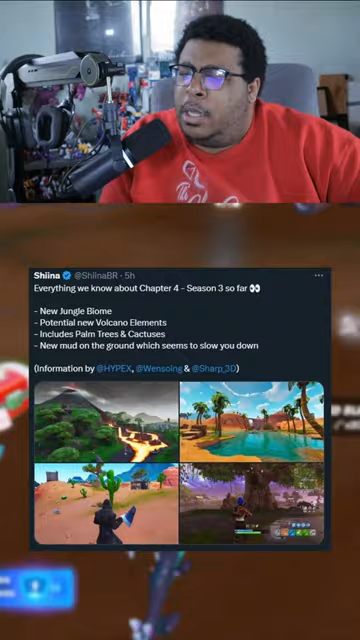 Shiina @ShiinaBR · 5h
Everything we know about Chapter 4 - Season 3 so far 👀
- New Jungle Biome
- Potential new Volcano Elements
- Includes Palm Trees & Cactuses
- New mud on the ground which seems to slow you down
(Information by @HYPEX, @Wensoing & @Sharp_3D)